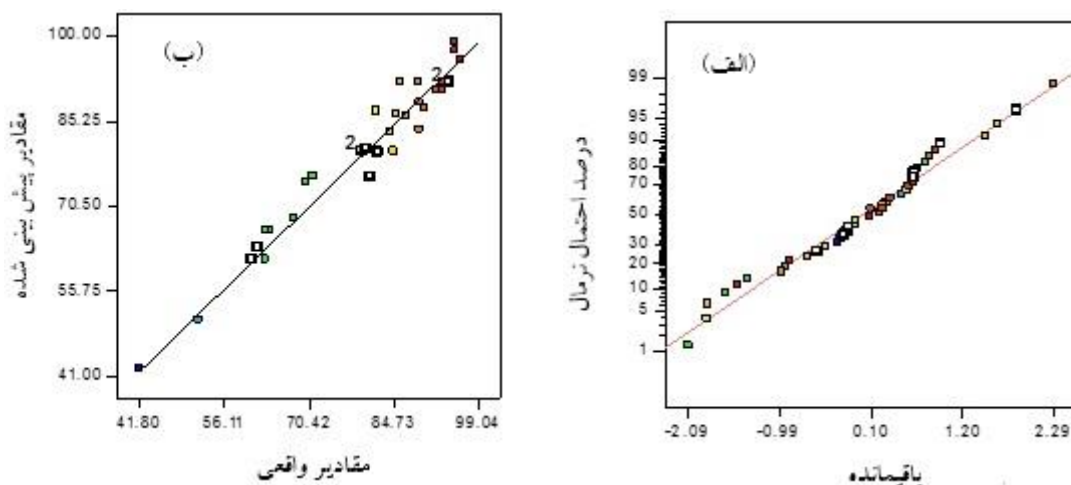 (الف)
درصد احتمال نرمال
99
95
90
80
70
50
30
20
10
5
1
-2.09 -0.99 0.10 1.20 2.29
باقیمانده
(ب)
مقادیر پیش بینی شده
100.00
85.25
70.50
55.75
41.00
2
2
41.80 56.11 70.42 84.73 99.04
مقادیر واقعی